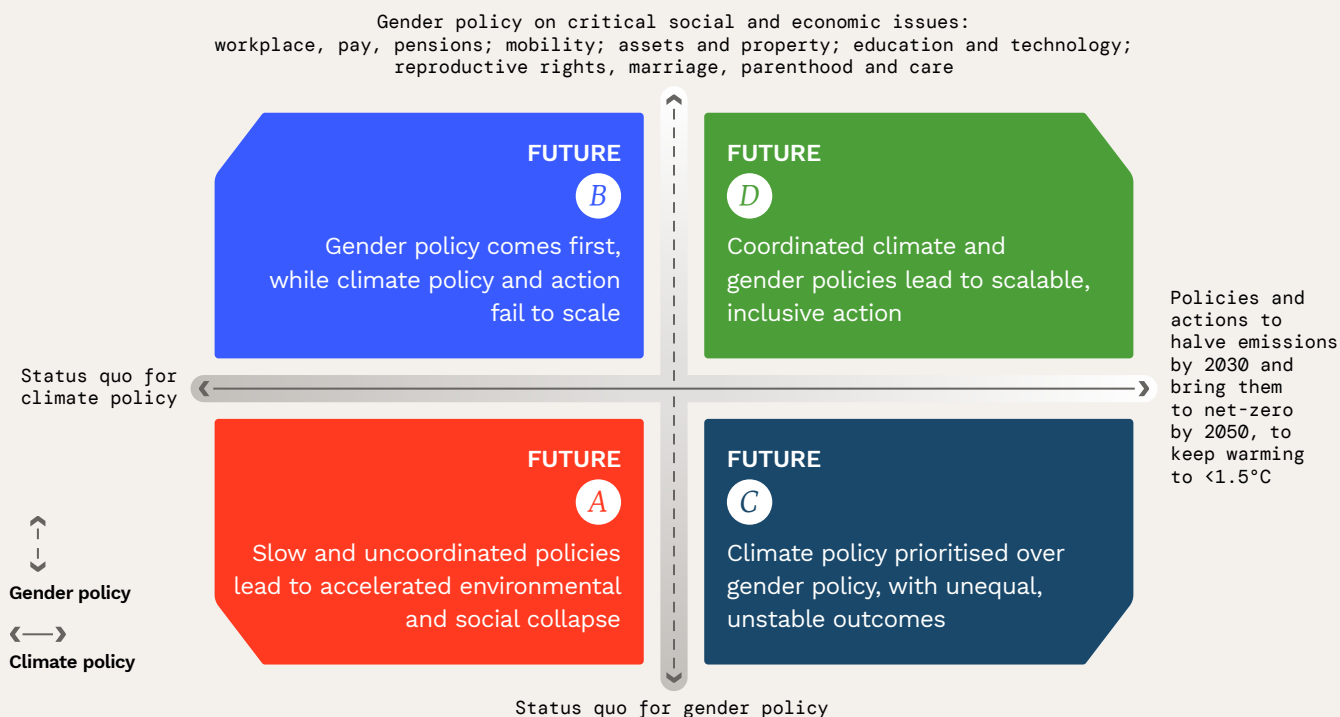 Gender policy on critical social and economic issues:
workplace, pay, pensions; mobility; assets and property; education and technology;
reproductive rights, marriage, parenthood and care
FUTURE
B
Gender policy comes first,
while climate policy and action
fail to scale
FUTURE
D
Coordinated climate and
gender policies lead to scalable,
inclusive action
Status quo for
climate policy
Policies and
actions to
halve emissions
by 2030 and
bring them
to net-zero
by 2050, to
keep warming
to <1.5°C
FUTURE
A
Slow and uncoordinated policies
lead to accelerated environmental
and social collapse
FUTURE
C
Climate policy prioritised over
gender policy, with unequal,
unstable outcomes
Gender policy
Climate policy
Status quo for gender policy